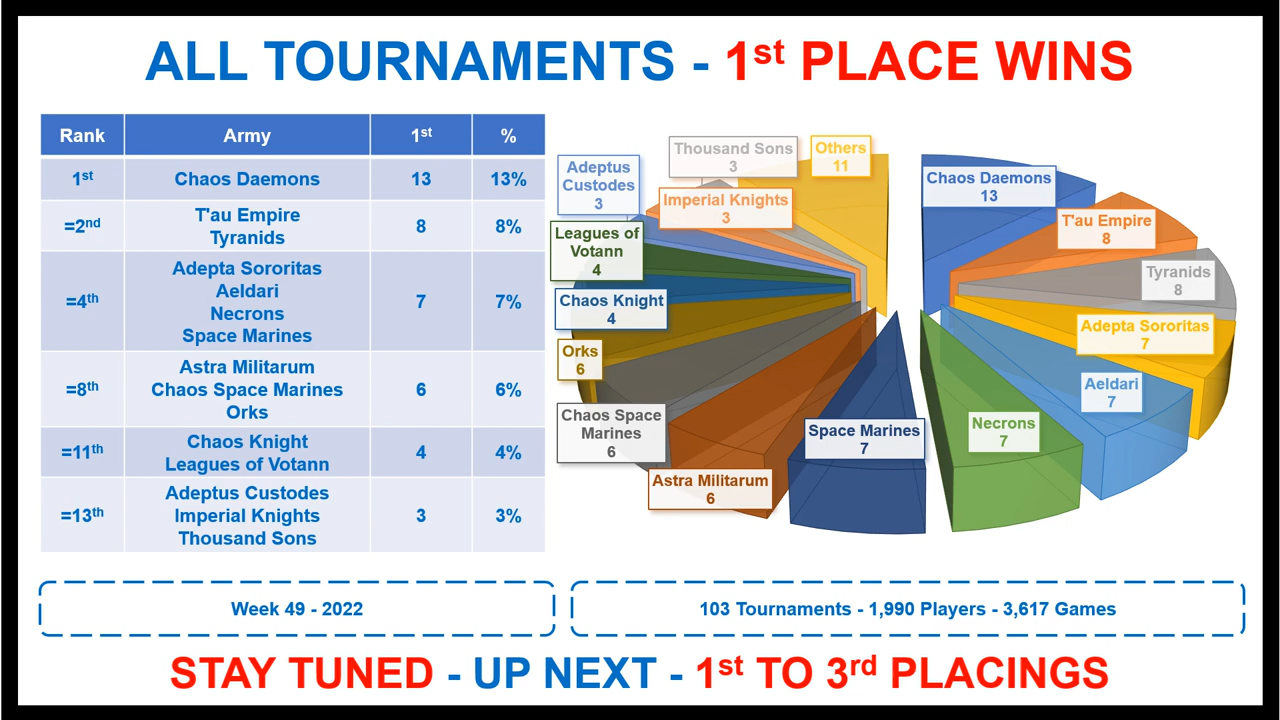 ALL TOURNAMENTS - 1st PLACE WINS
Rank Army 1st %
1st Chaos Daemons 13 13%
=2nd T'au Empire 8 8%
Tyranids
=4th Adepta Sororitas 7 7%
Aeldari
Necrons
Space Marines
=8th Astra Militarum 6 6%
Chaos Space Marines
Orks
=11th Chaos Knight 4 4%
Leagues of Votann
=13th Adeptus Custodes 3 3%
Imperial Knights
Thousand Sons
Chaos Daemons
13
T'au Empire
8
Tyranids
8
Adepta Sororitas
7
Aeldari
7
Necrons
7
Space Marines
7
Astra Militarum
6
Chaos Space
Marines
6
Orks
6
Chaos Knight
4
Leagues of
Votann
4
Adeptus
Custodes
3
Imperial Knights
3
Thousand Sons
3
Others
11
Week 49 - 2022
103 Tournaments - 1,990 Players - 3,617 Games
STAY TUNED - UP NEXT - 1st TO 3rd PLACINGS